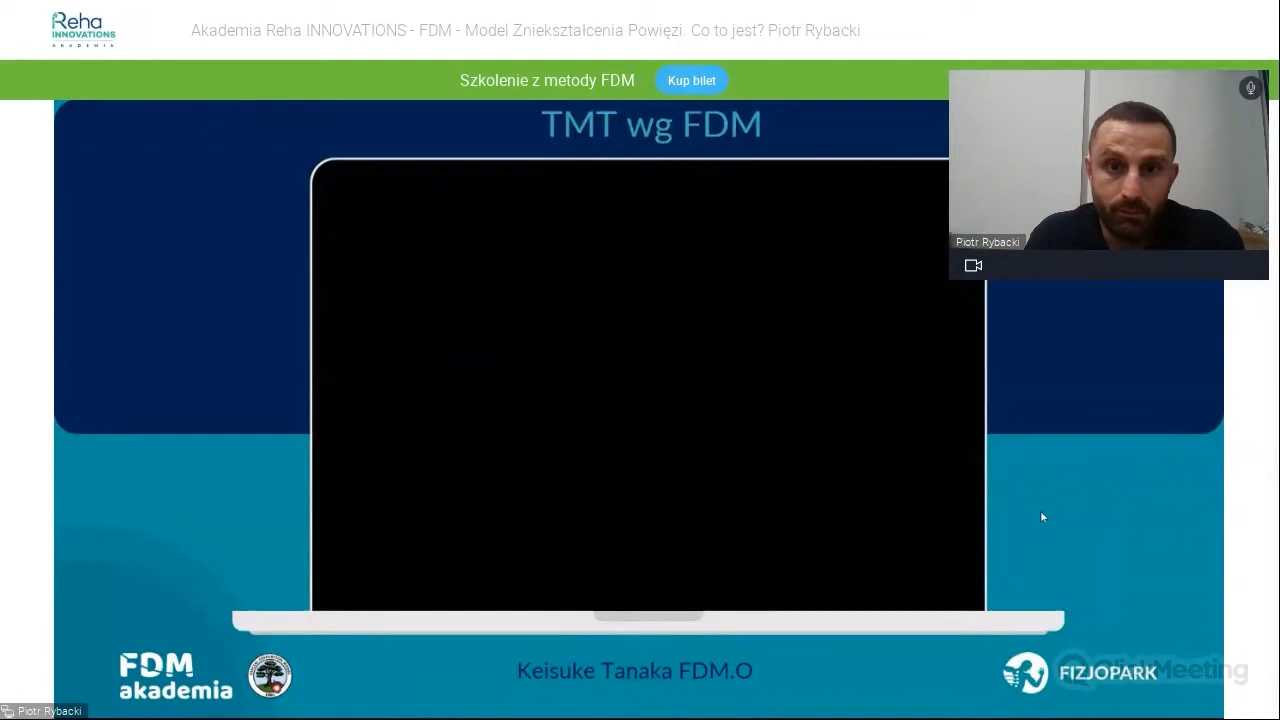 Reha
INNOVATIONS
AKADEMIA
Akademia Reha INNOVATIONS - FDM - Model Zniekształcenia Powięzi. Co to jest? Piotr Rybacki
Szkolenie z metody FDM
Kup bilet
TMT wg FDM
Piotr Rybacki
Keisuke Tanaka FDM.O
FDM
akademia
FIZJOPARK
ClickMeeting
Piotr Rybacki